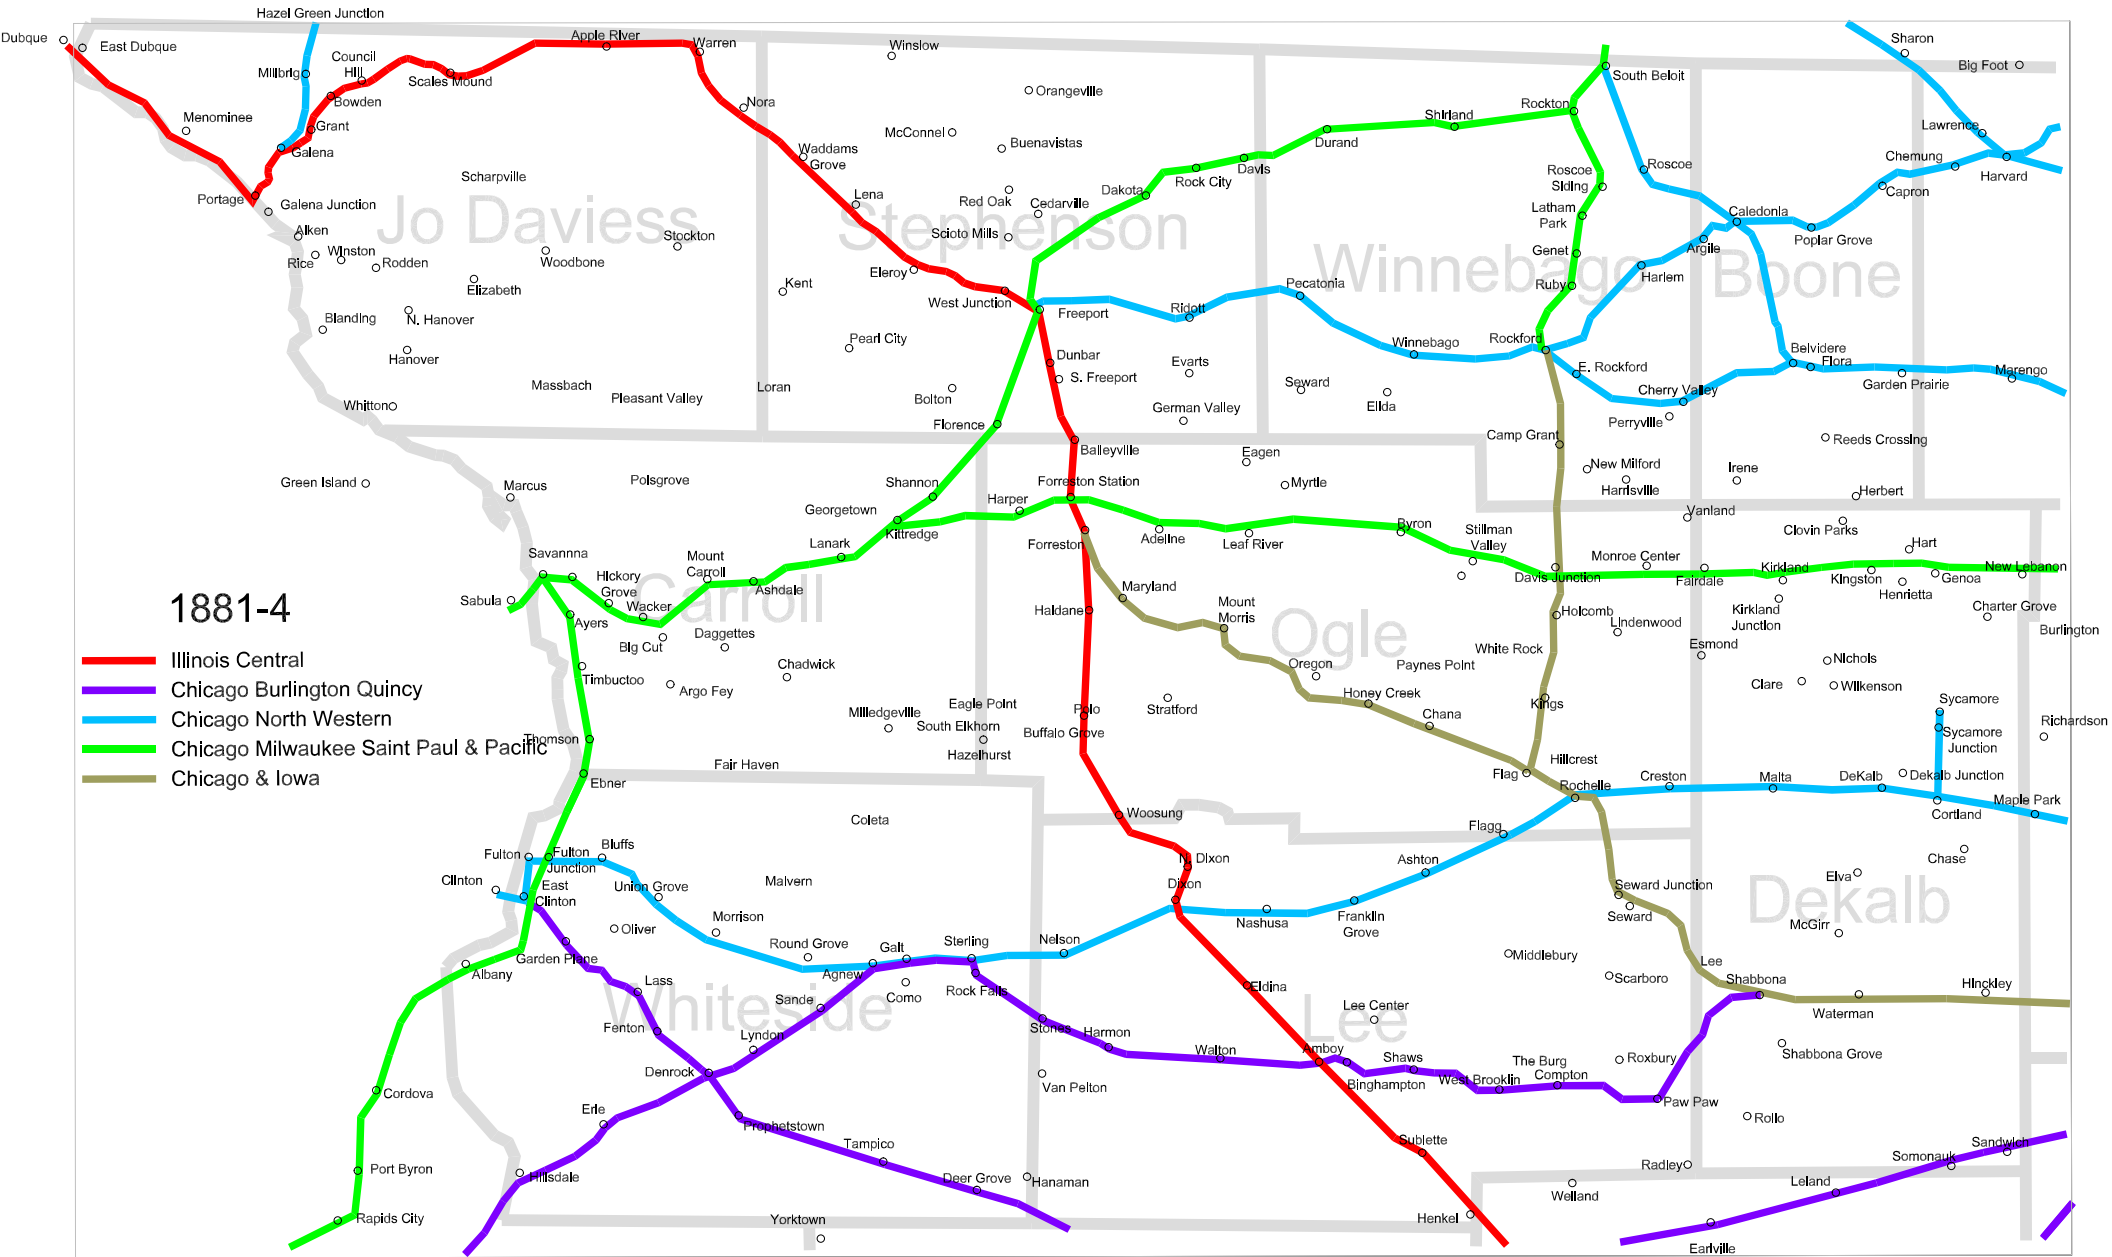 Hazel Green Junction
Dubque
East Dubque
Apple River
Warren
Winslow
Sharon
Council
Hill
Millbrig
Scales Mound
South Beloit
Big Foot
Bowden
Nora
Orangeville
Rockton
Menominee
Grant
McConnel
Shirland
Lawrence
Galena
Waddams
Grove
Buenavistas
Durand
Chemung
Harvard
Scharpville
Davis
Roscoe
Siding
Roscoe
Rock City
Dakota
Capron
Portage
Galena Junction
Lena
Red Oak
Cedarville
Latham
Park
Caledonia
Jo Daviess
Stephenson
Aiken
Stockton
Scioto Mills
Poplar Grove
Rice
Winston
Rodden
Woodbone
Genet
Argile
Winnebago
Boone
Eleroy
Harlem
Elizabeth
Kent
West Junction
Pecatonia
Ruby
Blanding
N. Hanover
Freeport
Ridott
Hanover
Pearl City
Rockford
Winnebago
Belvidere
Dunbar
Evarts
E. Rockford
Flora
S. Freeport
Garden Prairie
Marengo
Massbach
Loran
Seward
Cherry Valley
Pleasant Valley
Bolton
Ellda
Whitton
German Valley
Florence
Perryville
Camp Grant
Reeds Crossing
Balleyville
Eagen
Green Island
Marcus
Polsgrove
Shannon
Forreston Station
Myrtle
New Milford
Irene
Harrisville
Herbert
Harper
Georgetown
Vanland
Clovin Parks
Kittredge
Byron
Stillman
Valley
Adeline
Leaf River
Forreston
Lanark
Hart
Savannna
Mount
Carroll
Monroe Center
Kirkland
New Lebanon
Hickory
Grove
Ashdale
Maryland
Davis Junction
Fairdale
Kingston
Genoa
Henrietta
Carroll
1881-4
Sabula
Wacker
Haldane
Mount
Morris
Holcomb
Kirkland
Junction
Charter Grove
Ayers
Daggettes
Ogle
Lindenwood
Burlington
Big Cut
White Rock
Esmond
Illinois Central
Chadwick
Oregon
Paynes Point
Nichols
Timbuctoo
Argo Fey
Clare
Wilkenson
Chicago Burlington Quincy
Eagle Point
Stratford
Honey Creek
Kings
Sycamore
Chicago North Western
Milledgeville
South Elkhorn
Polo
Chana
Richardson
Buffalo Grove
Sycamore
Junction
Thomson
Chicago Milwaukee Saint Paul & Pacific
Hazelhurst
Hillcrest
Chicago & Iowa
Fair Haven
Flag
Rochelle
Creston
Malta
DeKalb
Dekalb Junction
Ebner
Maple Park
Woosung
Coleta
Flagg
Cortland
Fulton
Fulton
Junction
Bluffs
N. Dixon
Ashton
Chase
Clinton
East
Clinton
Union Grove
Malvern
Dixon
Seward Junction
Elva
Dekalb
Morrison
Oliver
Nashusa
Franklin
Grove
Seward
McGirr
Round Grove
Galt
Sterling
Nelson
Garden Plane
Middlebury
Lee
Albany
Agnew
Scarboro
Shabbona
Lass
Como
Rock Falls
Eldina
Hinckley
Whiteside
Sande
Lee Center
Lee
Waterman
Fenton
Lyndon
Stones
Harmon
Walton
Amboy
Shaws
The Burg
Compton
Roxbury
Shabbona Grove
Denrock
Van Pelton
Binghampton
West Brooklin
Cordova
Erie
Paw Paw
Rollo
Prophetstown
Tampico
Sublette
Sandwich
Port Byron
Hillsdale
Deer Grove
Hanaman
Radley
Somonauk
Leland
Welland
Rapids City
Yorktown
Henkel
Earlville